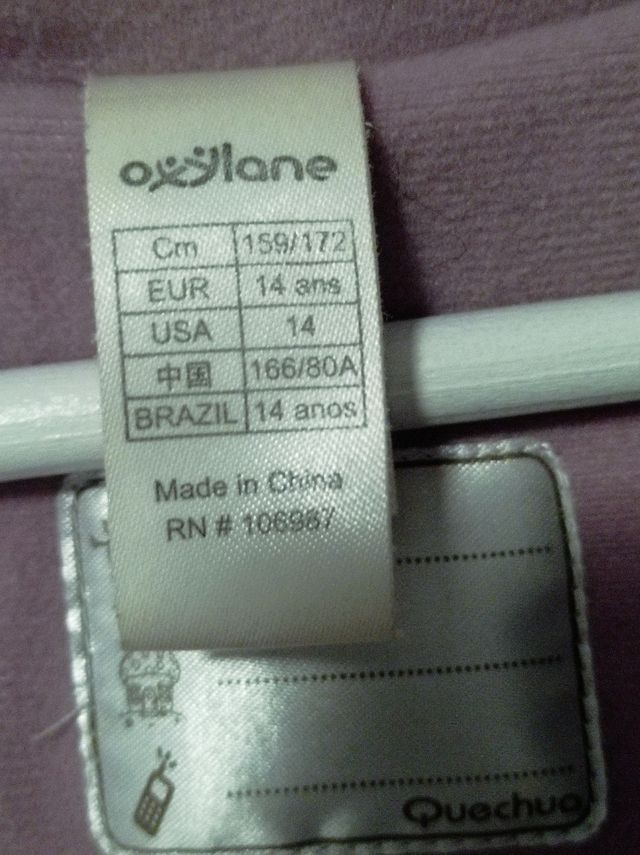 oxylane
Cm 159/172
EUR 14 ans
USA 14
中国 166/80A
BRAZIL 14 anos
Made in China
RN # 106987
Quechua